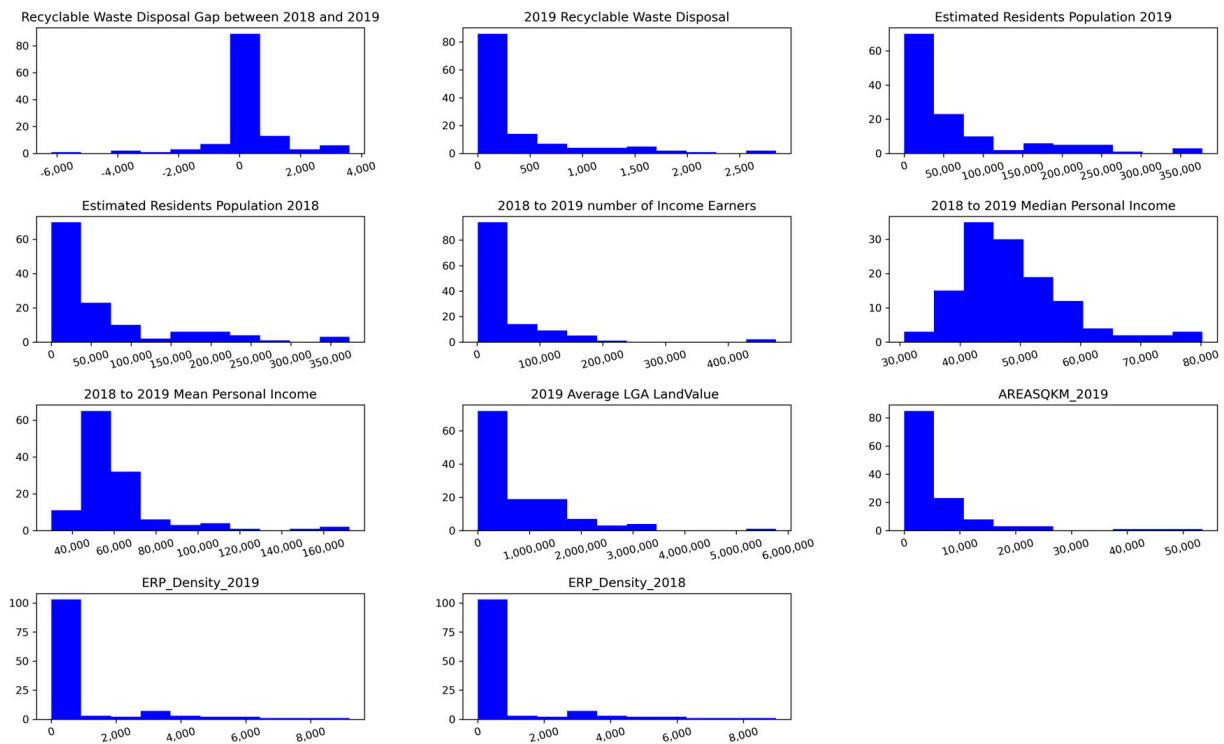 Recyclable Waste Disposal Gap between 2018 and 2019
80
60
40
20
0
-6,000 -4,000 -2,000 0 2,000 4,000
2019 Recyclable Waste Disposal
80
60
40
20
0
0 500 1,000 1,500 2,000 2,500
Estimated Residents Population 2019
60
40
20
0
0 50,000 100,000 150,000 200,000 250,000 300,000 350,000
Estimated Residents Population 2018
60
40
20
0
0 50,000 100,000 150,000 200,000 250,000 300,000 350,000
2018 to 2019 number of Income Earners
80
60
40
20
0
0 100,000 200,000 300,000 400,000
2018 to 2019 Median Personal Income
30
20
10
0
30,000 40,000 50,000 60,000 70,000 80,000
2018 to 2019 Mean Personal Income
60
40
20
0
40,000 60,000 80,000 100,000 120,000 140,000 160,000
2019 Average LGA LandValue
60
40
20
0
0 1,000,000 2,000,000 3,000,000 4,000,000 5,000,000 6,000,000
AREASQKM_2019
80
60
40
20
0
0 10,000 20,000 30,000 40,000 50,000
ERP_Density_2019
100
75
50
25
0
0 2,000 4,000 6,000 8,000
ERP_Density_2018
100
75
50
25
0
0 2,000 4,000 6,000 8,000